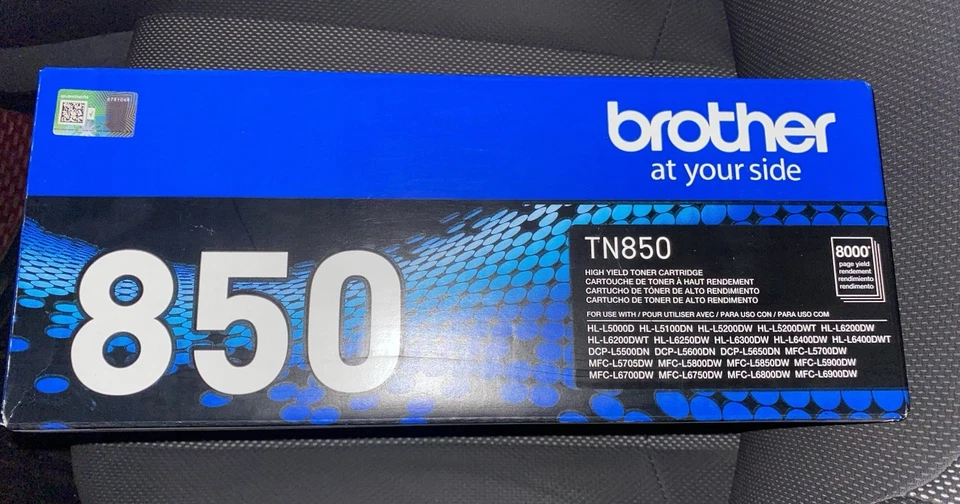 brother
at your side
850
TN850
HIGH YIELD TONER CARTRIDGE
CARTOUCHE DE TONER À HAUT RENDEMENT
CARTUCHO DE TÓNER DE ALTO RENDIMIENTO
CARTUCHO DE TONER DE ALTO RENDIMENTO
8000*
page yield
rendement
rendimiento
rendimento
FOR USE WITH / POUR UTILISER AVEC / PARA USO CON / PARA USO COM
HL-L5000D HL-L5100DN HL-L5200DW HL-L5200DWT HL-L6200DW
HL-L6200DWT HL-L6250DW HL-L6300DW HL-L6400DW HL-L6400DWT
DCP-L5500DN DCP-L5600DN DCP-L5650DN MFC-L5700DW
MFC-L5705DW MFC-L5800DW MFC-L5850DW MFC-L5900DW
MFC-L6700DW MFC-L6750DW MFC-L6800DW MFC-L6900DW